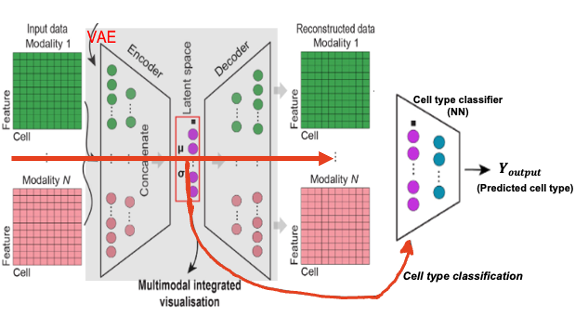 Input data
Modality 1
Feature
Cell
Modality N
Feature
Cell
VAE
Encoder
Concatenate
Latent space
μ
σ
Decoder
Multimodal integrated
visualisation
Reconstructed data
Modality 1
Feature
Cell
Modality N
Feature
Cell
Cell type classifier
(NN)
Y_output
(Predicted cell type)
Cell type classification